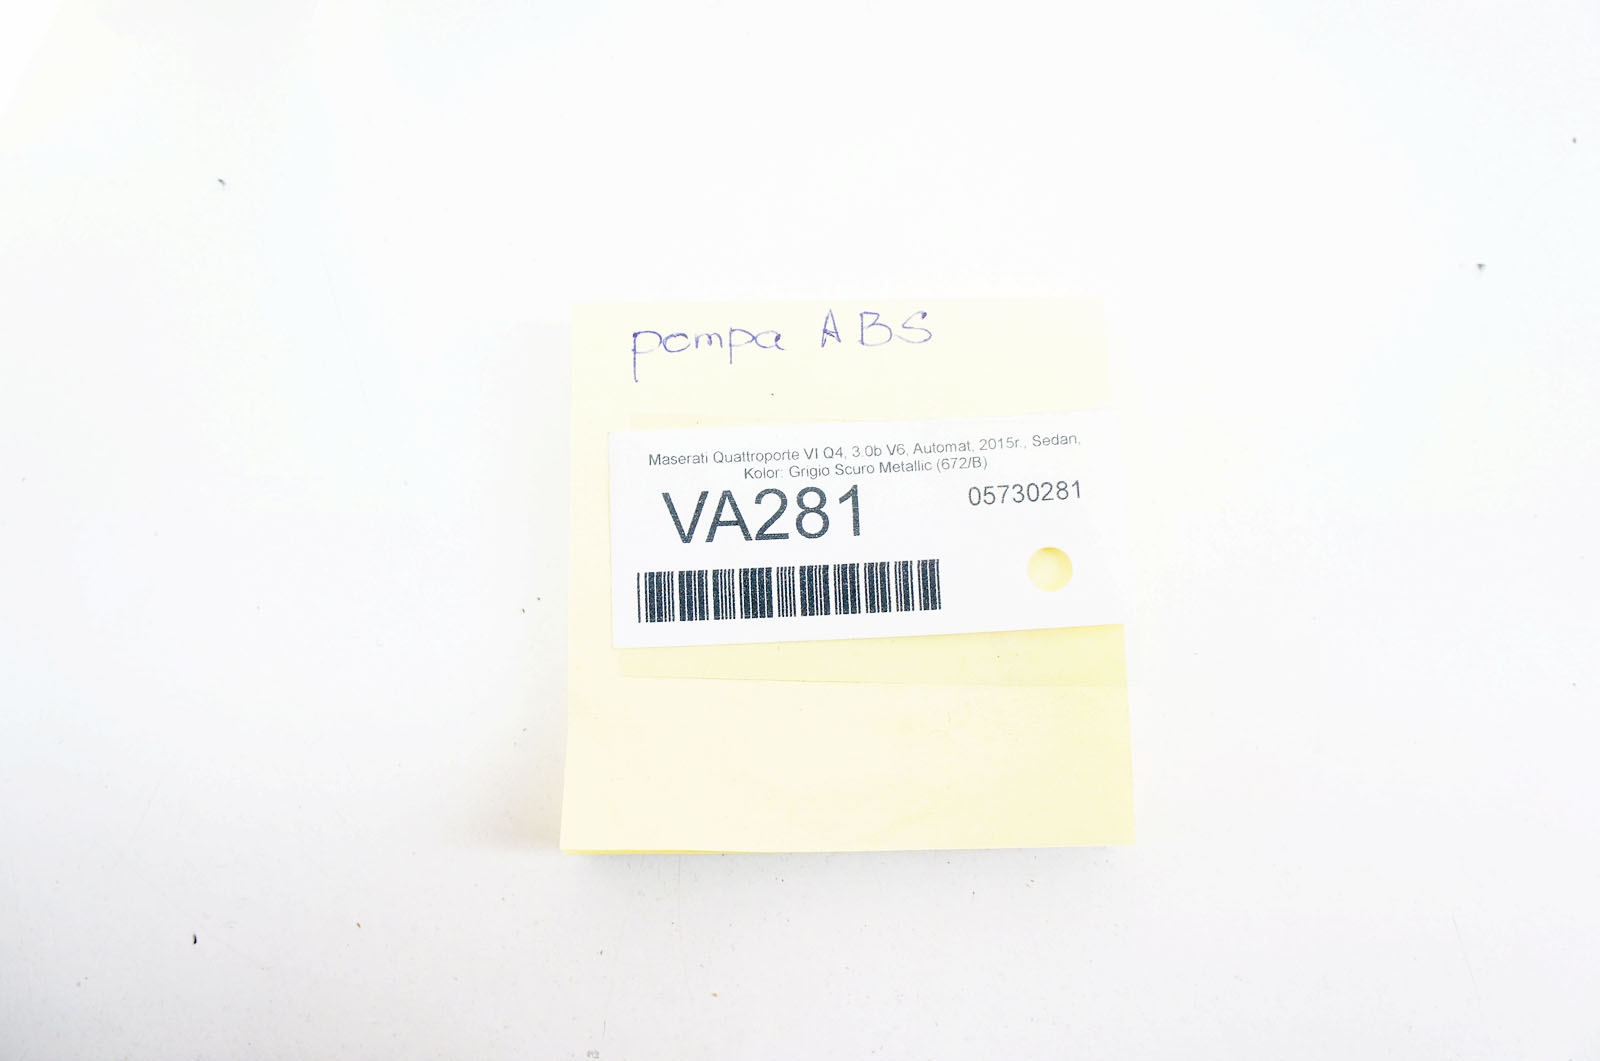 pompa ABS
Maserati Quattroporte VI Q4, 3.0b V6, Automat, 2015r., Sedan,
Kolor: Grigio Scuro Metallic (672/B)
VA281 05730281